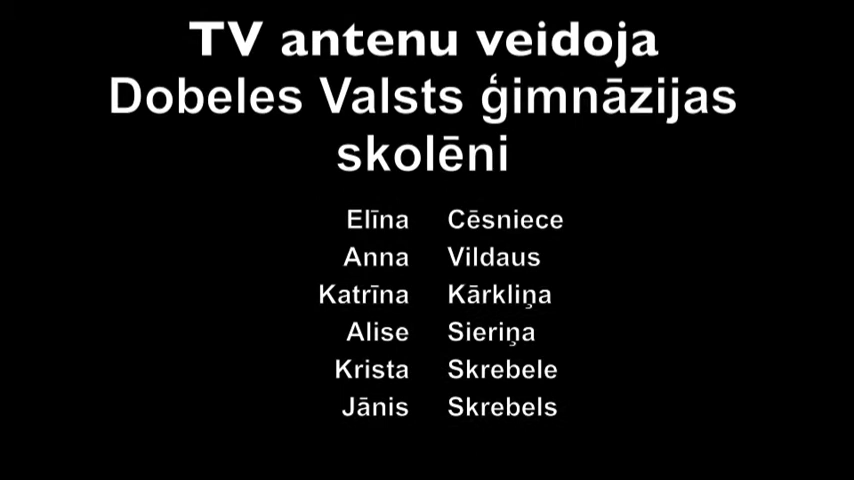 TV antenu veidoja
Dobeles Valsts ģimnāzijas
skolēni
Elīna Cēsniece
Anna Vildaus
Katrīna Kārkliņa
Alise Sieriņa
Krista Skrebele
Jānis Skrebels